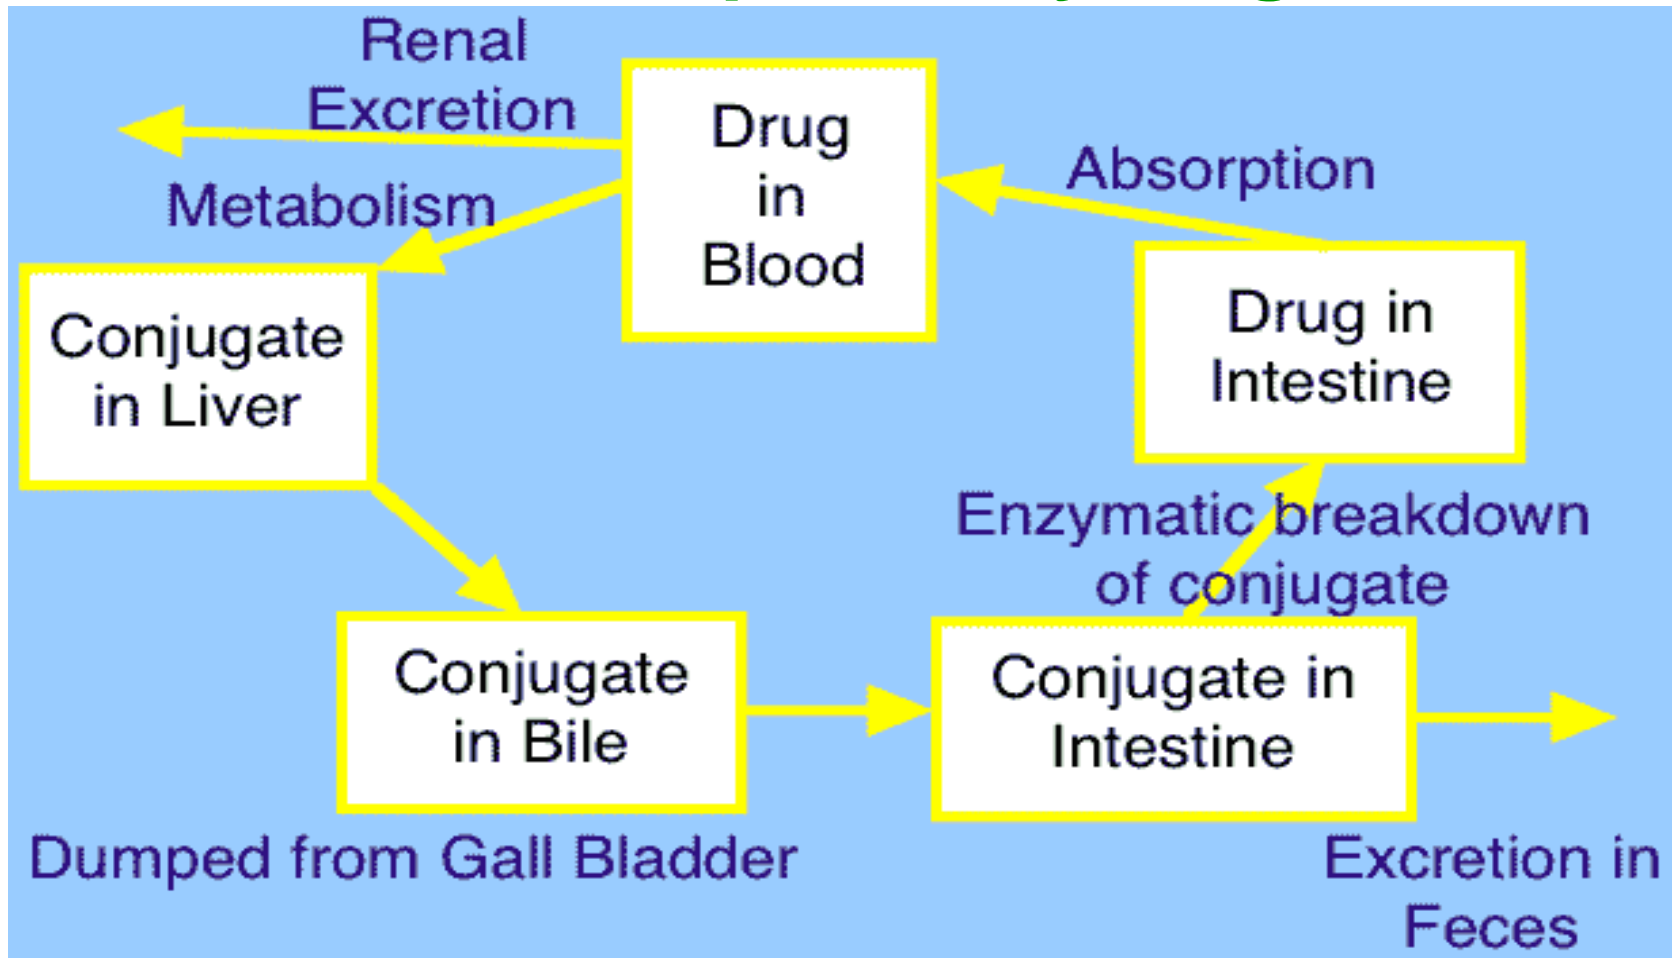 Renal
Excretion
Drug
in
Blood
Absorption
Metabolism
Conjugate
in Liver
Drug in
Intestine
Enzymatic breakdown
of conjugate
Conjugate
in Bile
Conjugate in
Intestine
Dumped from Gall Bladder
Excretion in
Feces